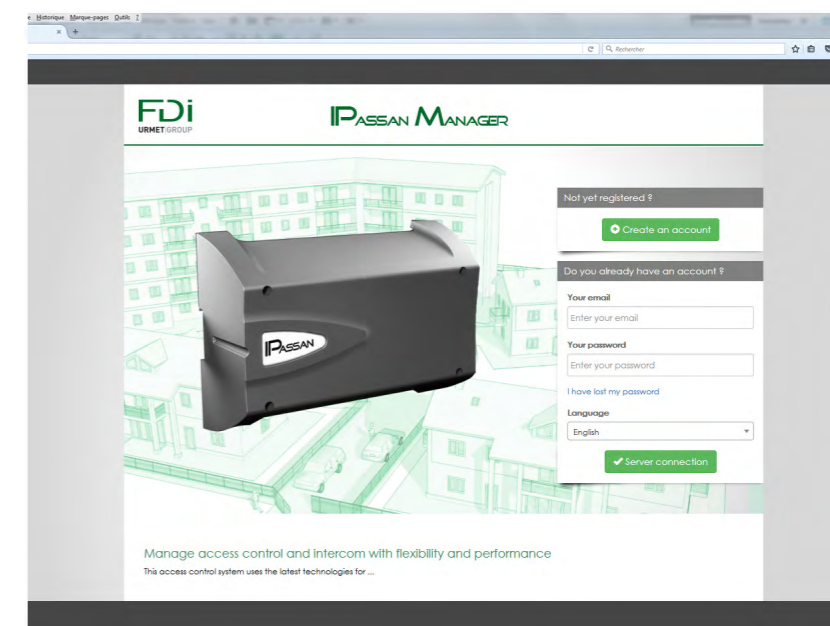 Historique Marque-pages Outils ?
× +
Rechercher
FDi
URMET GROUP
IPASSAN MANAGER
Not yet registered ?
Create an account
Do you already have an account ?
Your email
Enter your email
Your password
Enter your password
I have lost my password
Language
English
Server connection
IPASSAN
Manage access control and intercom with flexibility and performance
This access control system uses the latest technologies for ...